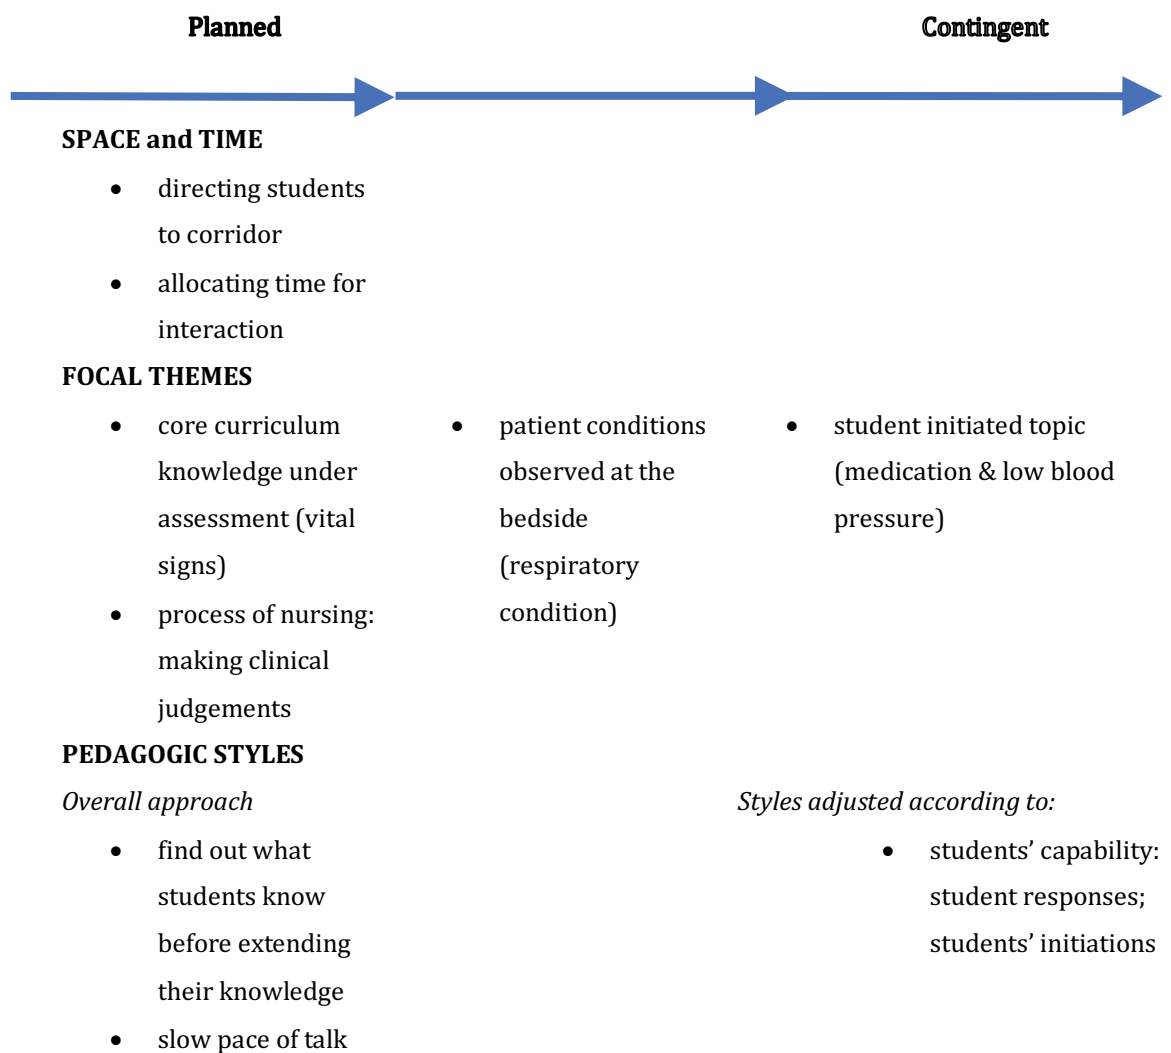 Planned Contingent
SPACE and TIME
• directing students
to corridor
• allocating time for
interaction
FOCAL THEMES
• core curriculum
knowledge under
assessment (vital
signs)
• process of nursing:
making clinical
judgements
• patient conditions
observed at the
bedside
(respiratory
condition)
• student initiated topic
(medication & low blood
pressure)
PEDAGOGIC STYLES
Overall approach
• find out what
students know
before extending
their knowledge
• slow pace of talk
Styles adjusted according to:
• students’ capability:
student responses;
students’ initiations